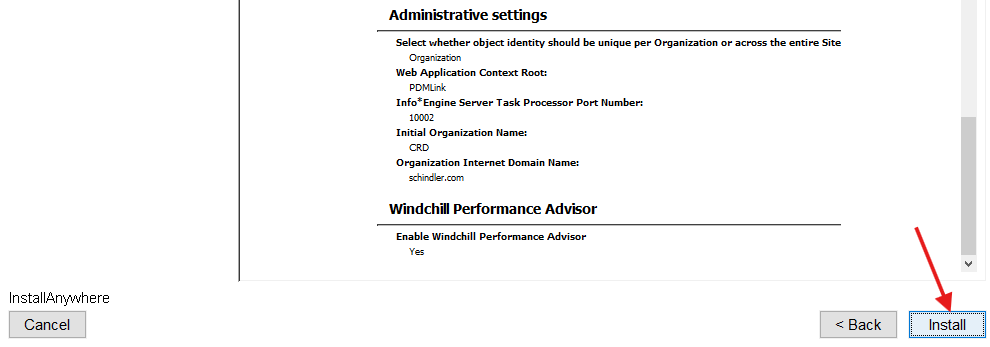 Administrative settings
Select whether object identity should be unique per Organization or across the entire Site
Organization
Web Application Context Root:
PDMLink
Info*Engine Server Task Processor Port Number:
10002
Initial Organization Name:
CRD
Organization Internet Domain Name:
schindler.com
Windchill Performance Advisor
Enable Windchill Performance Advisor
Yes
InstallAnywhere
Cancel
< Back
Install